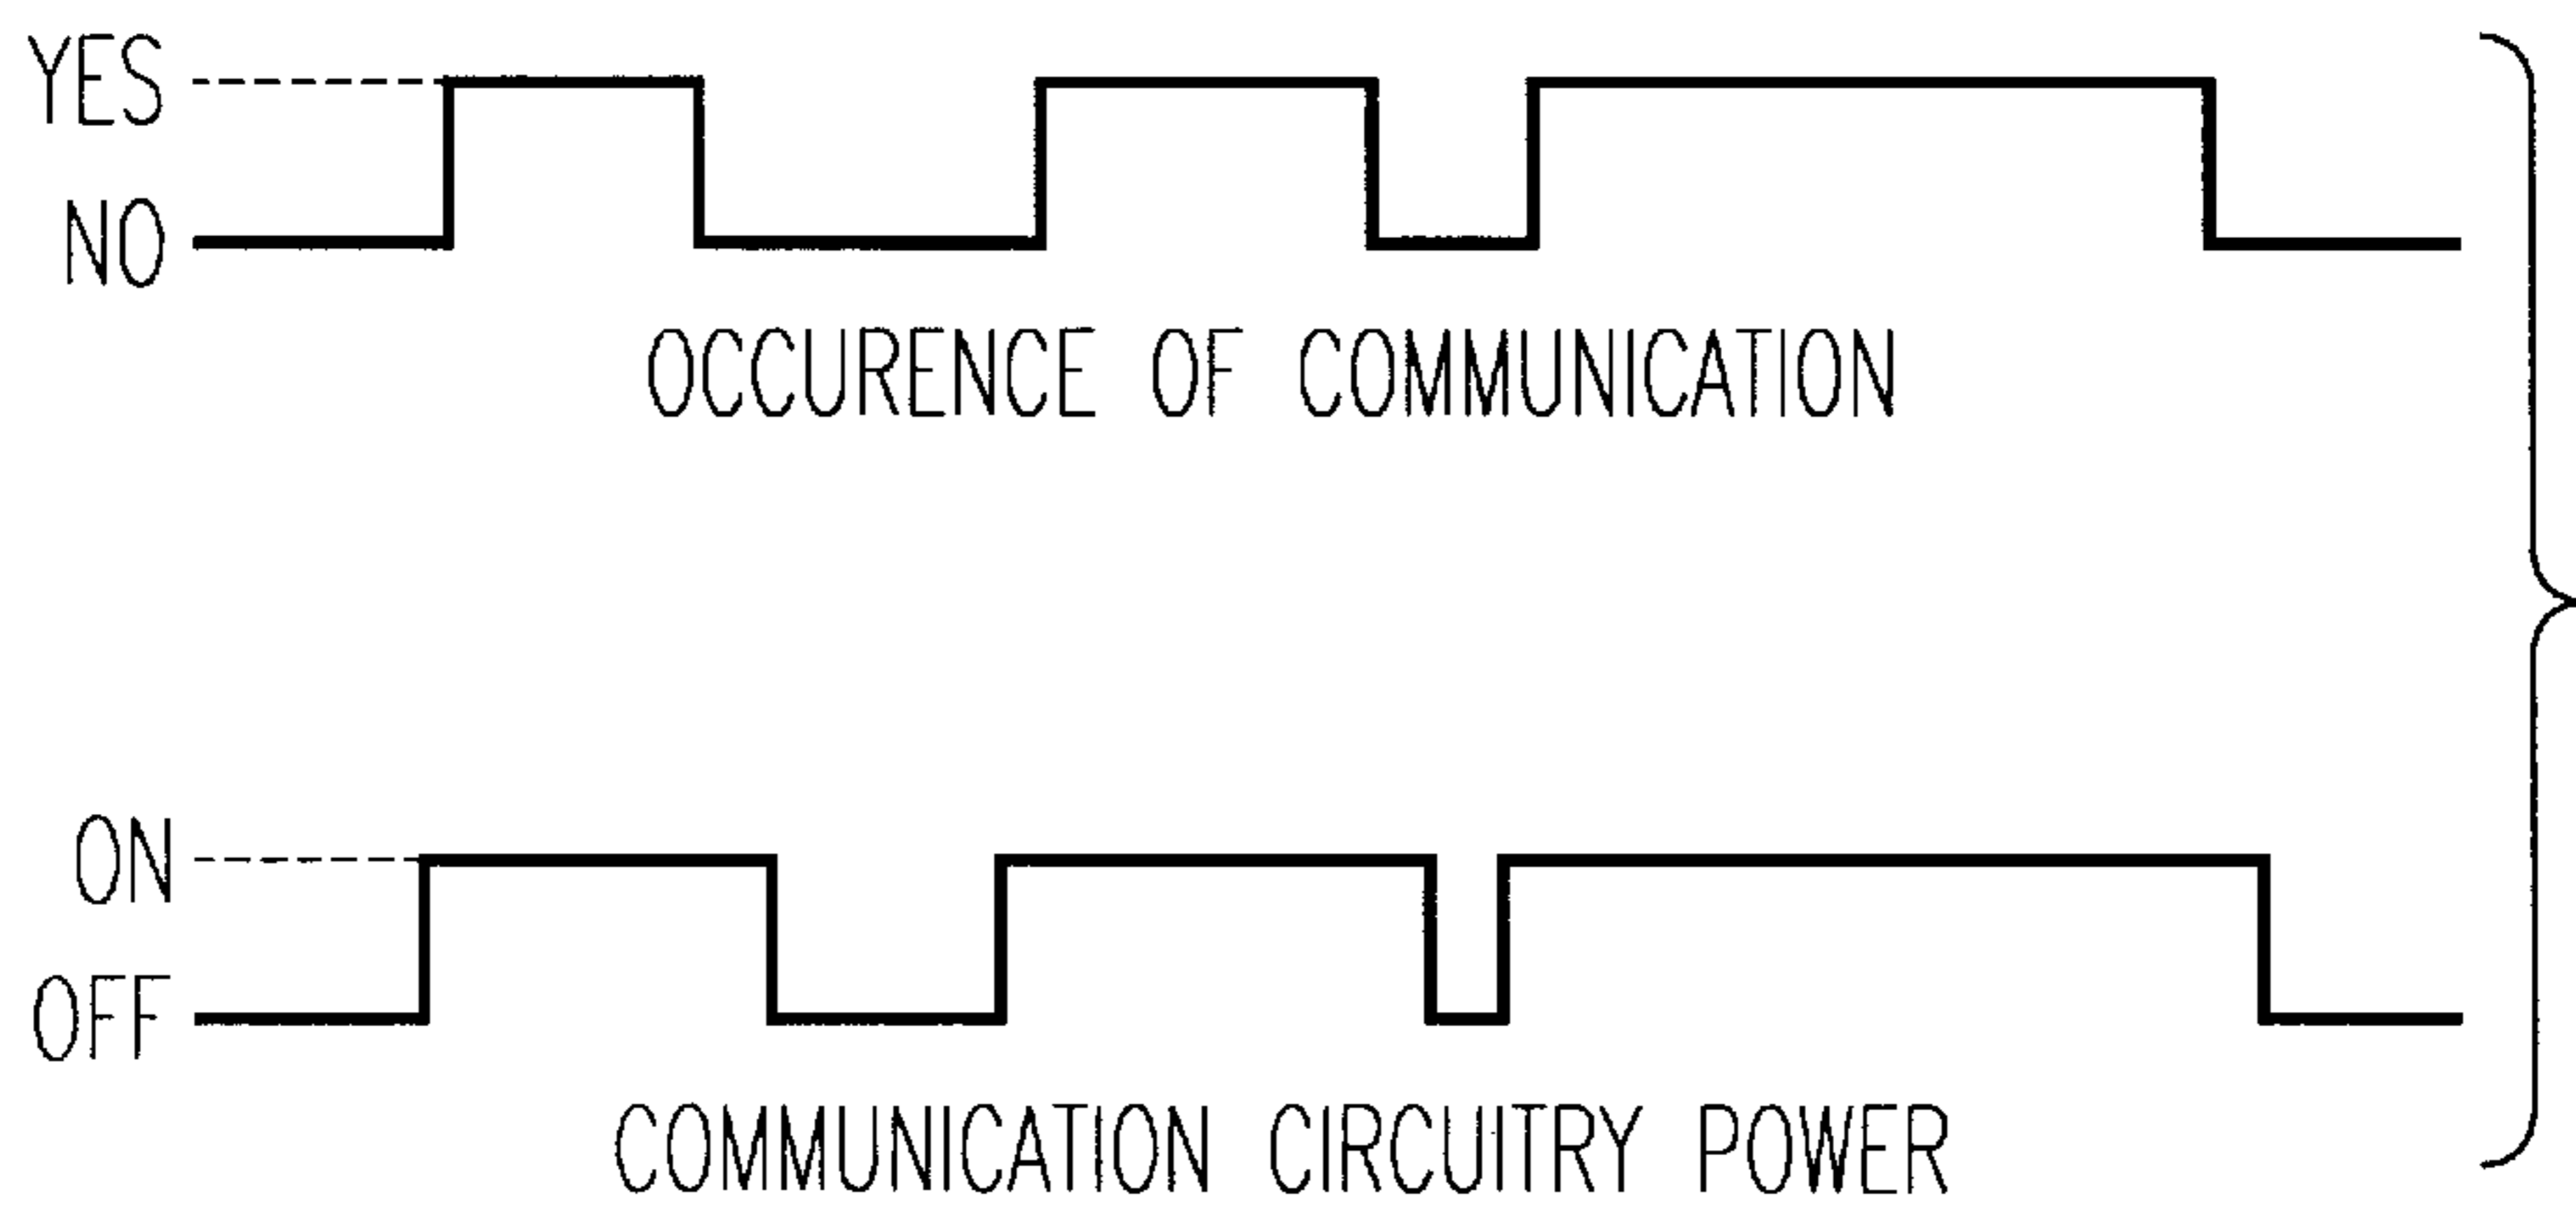 YES
NO
OCCURENCE OF COMMUNICATION
ON
OFF
COMMUNICATION CIRCUITRY POWER